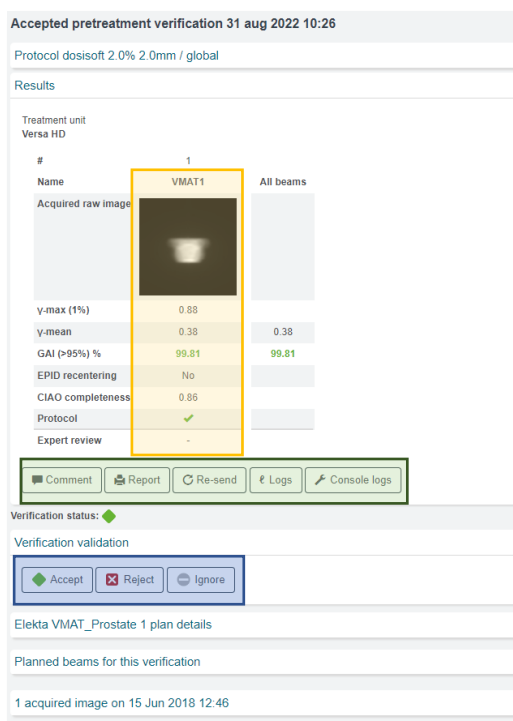 Accepted pretreatment verification 31 aug 2022 10:26
Protocol dosisoft 2.0% 2.0mm / global
Results
Treatment unit
Versa HD
# 1
Name VMAT1 All beams
Acquired raw image
γ-max (1%) 0.88
γ-mean 0.38 0.38
GAI (>95%) % 99.81 99.81
EPID recentering No
CIAO completeness 0.86
Protocol
Expert review -
Comment Report Re-send ℓ Logs Console logs
Verification status:
Verification validation
Accept Reject Ignore
Elekta VMAT_Prostate 1 plan details
Planned beams for this verification
1 acquired image on 15 Jun 2018 12:46